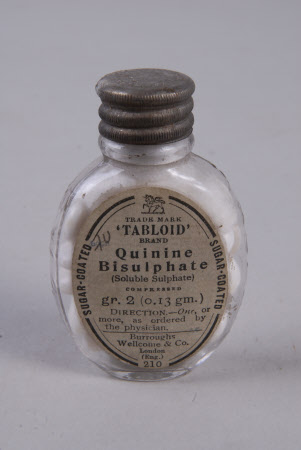 TRADE MARK
'TABLOID'
BRAND
Quinine
Bisulphate
(Soluble Sulphate)
COMPRESSED
gr. 2 (0.13 gm.)
DIRECTION.—One, or
more, as ordered by
the physician.
Burroughs
Wellcome & Co.
London
(Eng.)
210
SUGAR-COATED
SUGAR-COATED